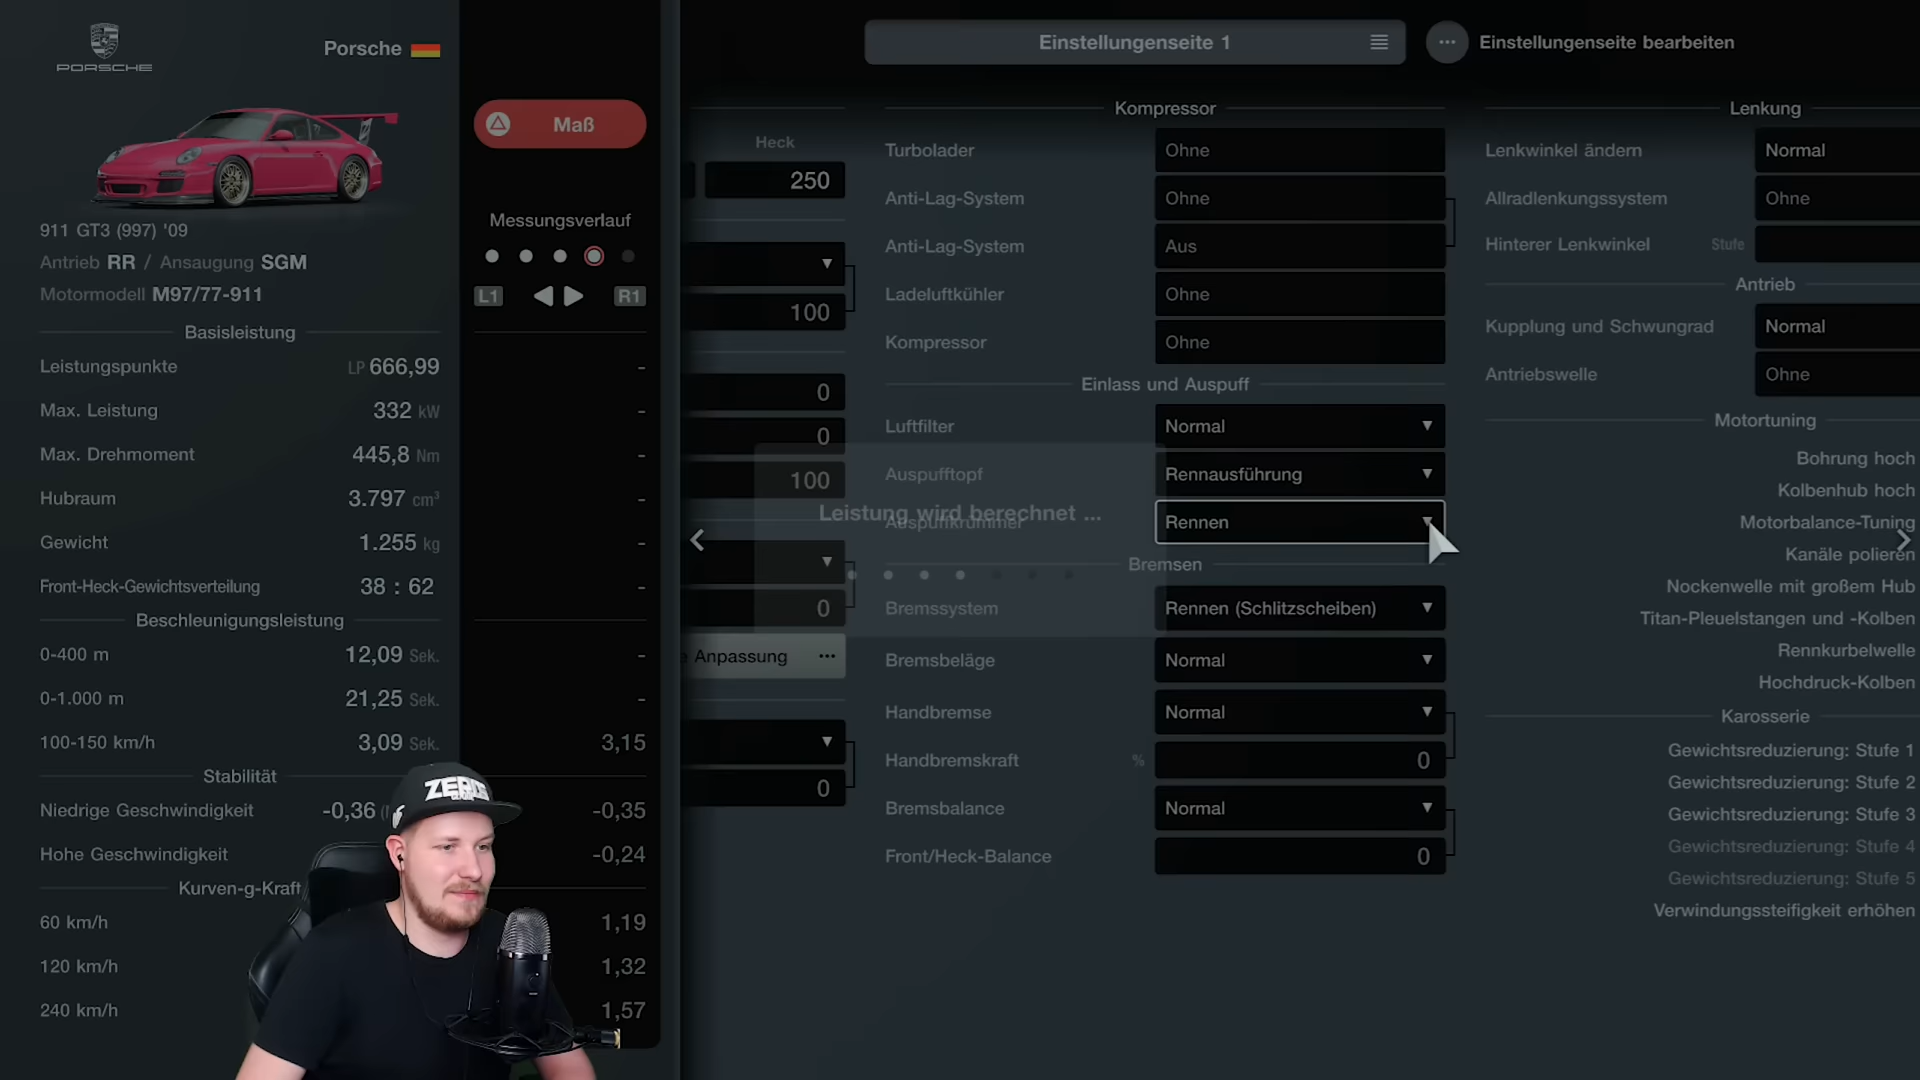 PORSCHE
Porsche
911 GT3 (997) '09
Antrieb RR / Ansaugung SGM
Motormodell M97/77-911
Basisleistung
Leistungspunkte LP 666,99 -
Max. Leistung 332 kW -
Max. Drehmoment 445,8 Nm -
Hubraum 3.797 cm³ -
Gewicht 1.255 kg -
Front-Heck-Gewichtsverteilung 38 : 62 -
Beschleunigungsleistung
0-400 m 12,09 Sek. -
0-1.000 m 21,25 Sek. -
100-150 km/h 3,09 Sek. 3,15
Stabilität
Niedrige Geschwindigkeit -0,36 -0,35
Hohe Geschwindigkeit -0,24
Kurven-g-Kraft
60 km/h 1,19
120 km/h 1,32
240 km/h 1,57
Maß
Messungsverlauf
L1 R1
Einstellungenseite 1
Einstellungenseite bearbeiten
Heck
250
100
0
0
100
0
Anpassung ...
0
Kompressor
Turbolader Ohne
Anti-Lag-System Ohne
Anti-Lag-System Aus
Ladeluftkühler Ohne
Kompressor Ohne
Einlass und Auspuff
Luftfilter Normal
Auspufftopf Rennausführung
Auspuffkrümmer Rennen
Leistung wird berechnet ...
Bremsen
Bremssystem Rennen (Schlitzscheiben)
Bremsbeläge Normal
Handbremse Normal
Handbremskraft % 0
Bremsbalance Normal
Front/Heck-Balance 0
Lenkung
Lenkwinkel ändern Normal
Allradlenkungssystem Ohne
Hinterer Lenkwinkel Stufe
Antrieb
Kupplung und Schwungrad Normal
Antriebswelle Ohne
Motortuning
Bohrung hoch
Kolbenhub hoch
Motorbalance-Tuning
Kanäle polieren
Nockenwelle mit großem Hub
Titan-Pleuelstangen und -Kolben
Rennkurbelwelle
Hochdruck-Kolben
Karosserie
Gewichtsreduzierung: Stufe 1
Gewichtsreduzierung: Stufe 2
Gewichtsreduzierung: Stufe 3
Gewichtsreduzierung: Stufe 4
Gewichtsreduzierung: Stufe 5
Verwindungssteifigkeit erhöhen